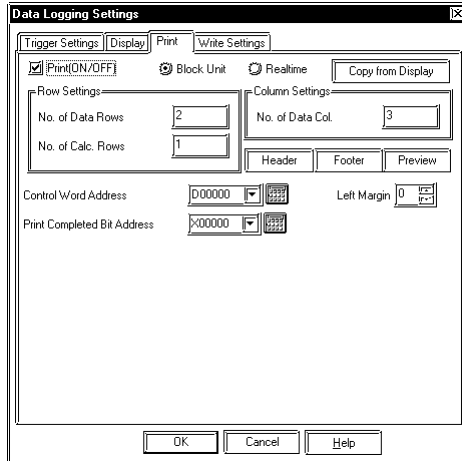 Data Logging Settings
Trigger Settings Display Print Write Settings
Print(ON/OFF) Block Unit Realtime Copy from Display
Row Settings Column Settings
No. of Data Rows 2 No. of Data Col. 3
No. of Calc. Rows 1
Header Footer Preview
Control Word Address D00000 Left Margin 0
Print Completed Bit Address X00000
OK Cancel Help